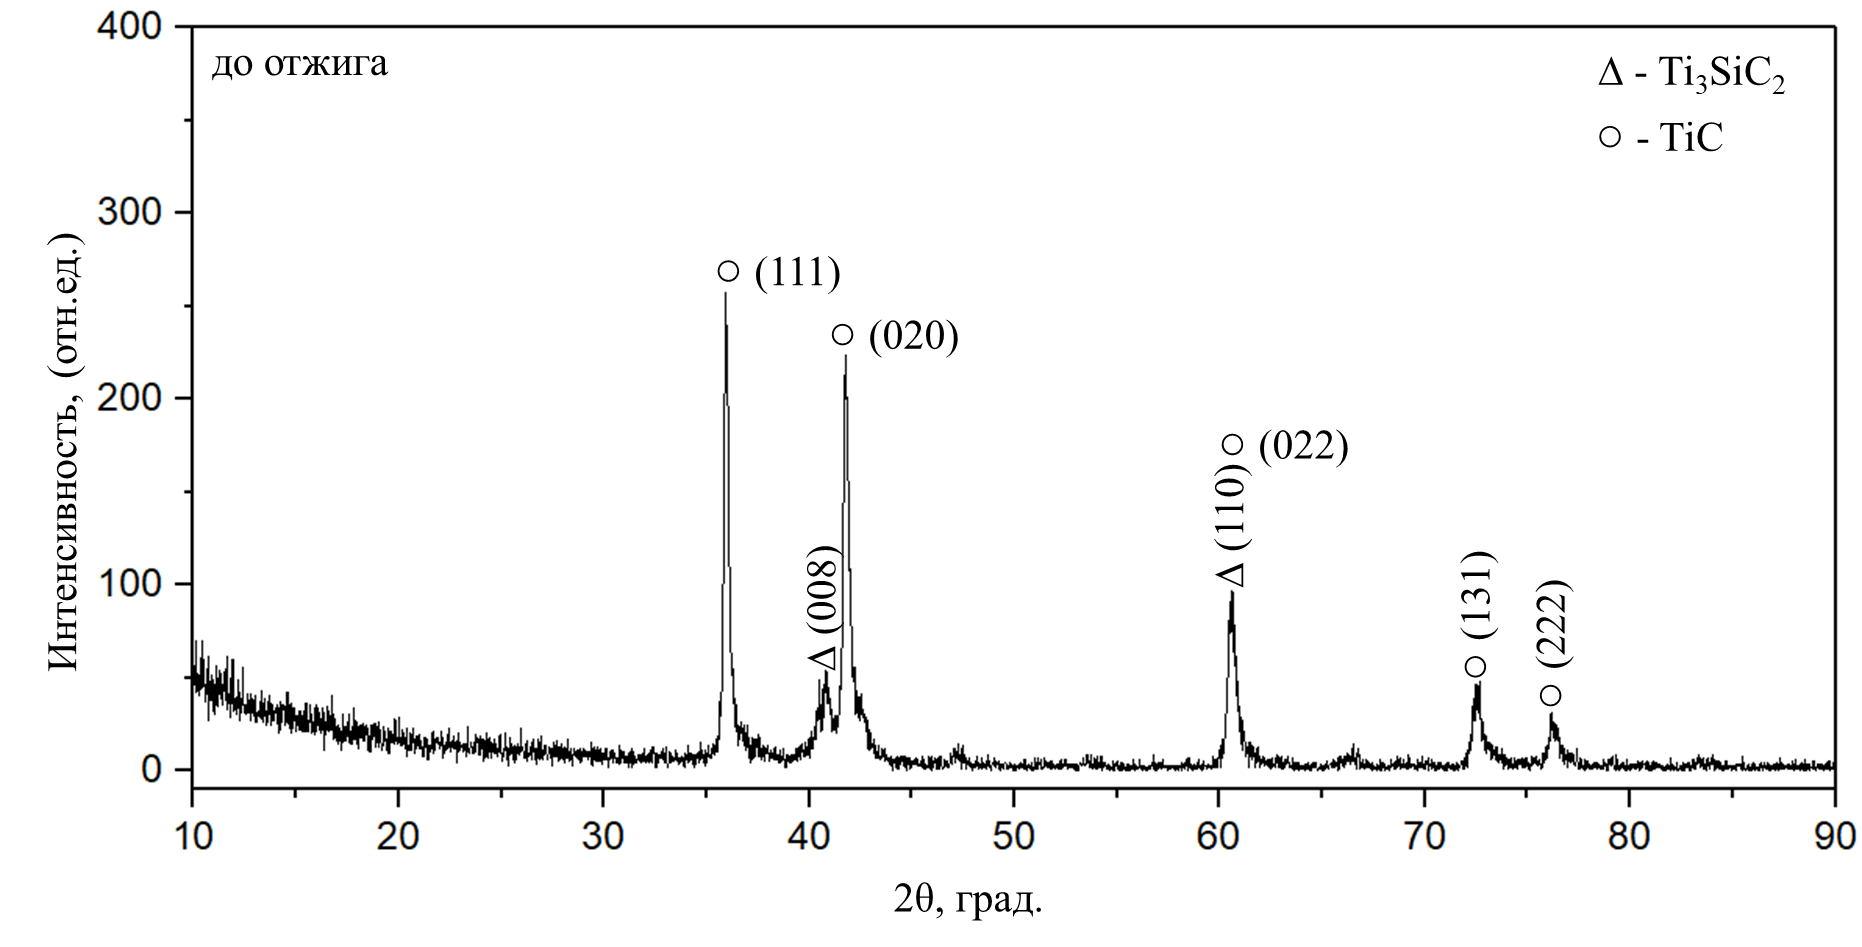 400
до отжига
Δ - Ti₃SiC₂
○ - TiC
300
○ (111)
○ (020)
200
○ (022)
Δ (110)
Δ (008)
100
○ (131)
○ (222)
0
Интенсивность, (отн.ед.)
10 20 30 40 50 60 70 80 90
2θ, град.